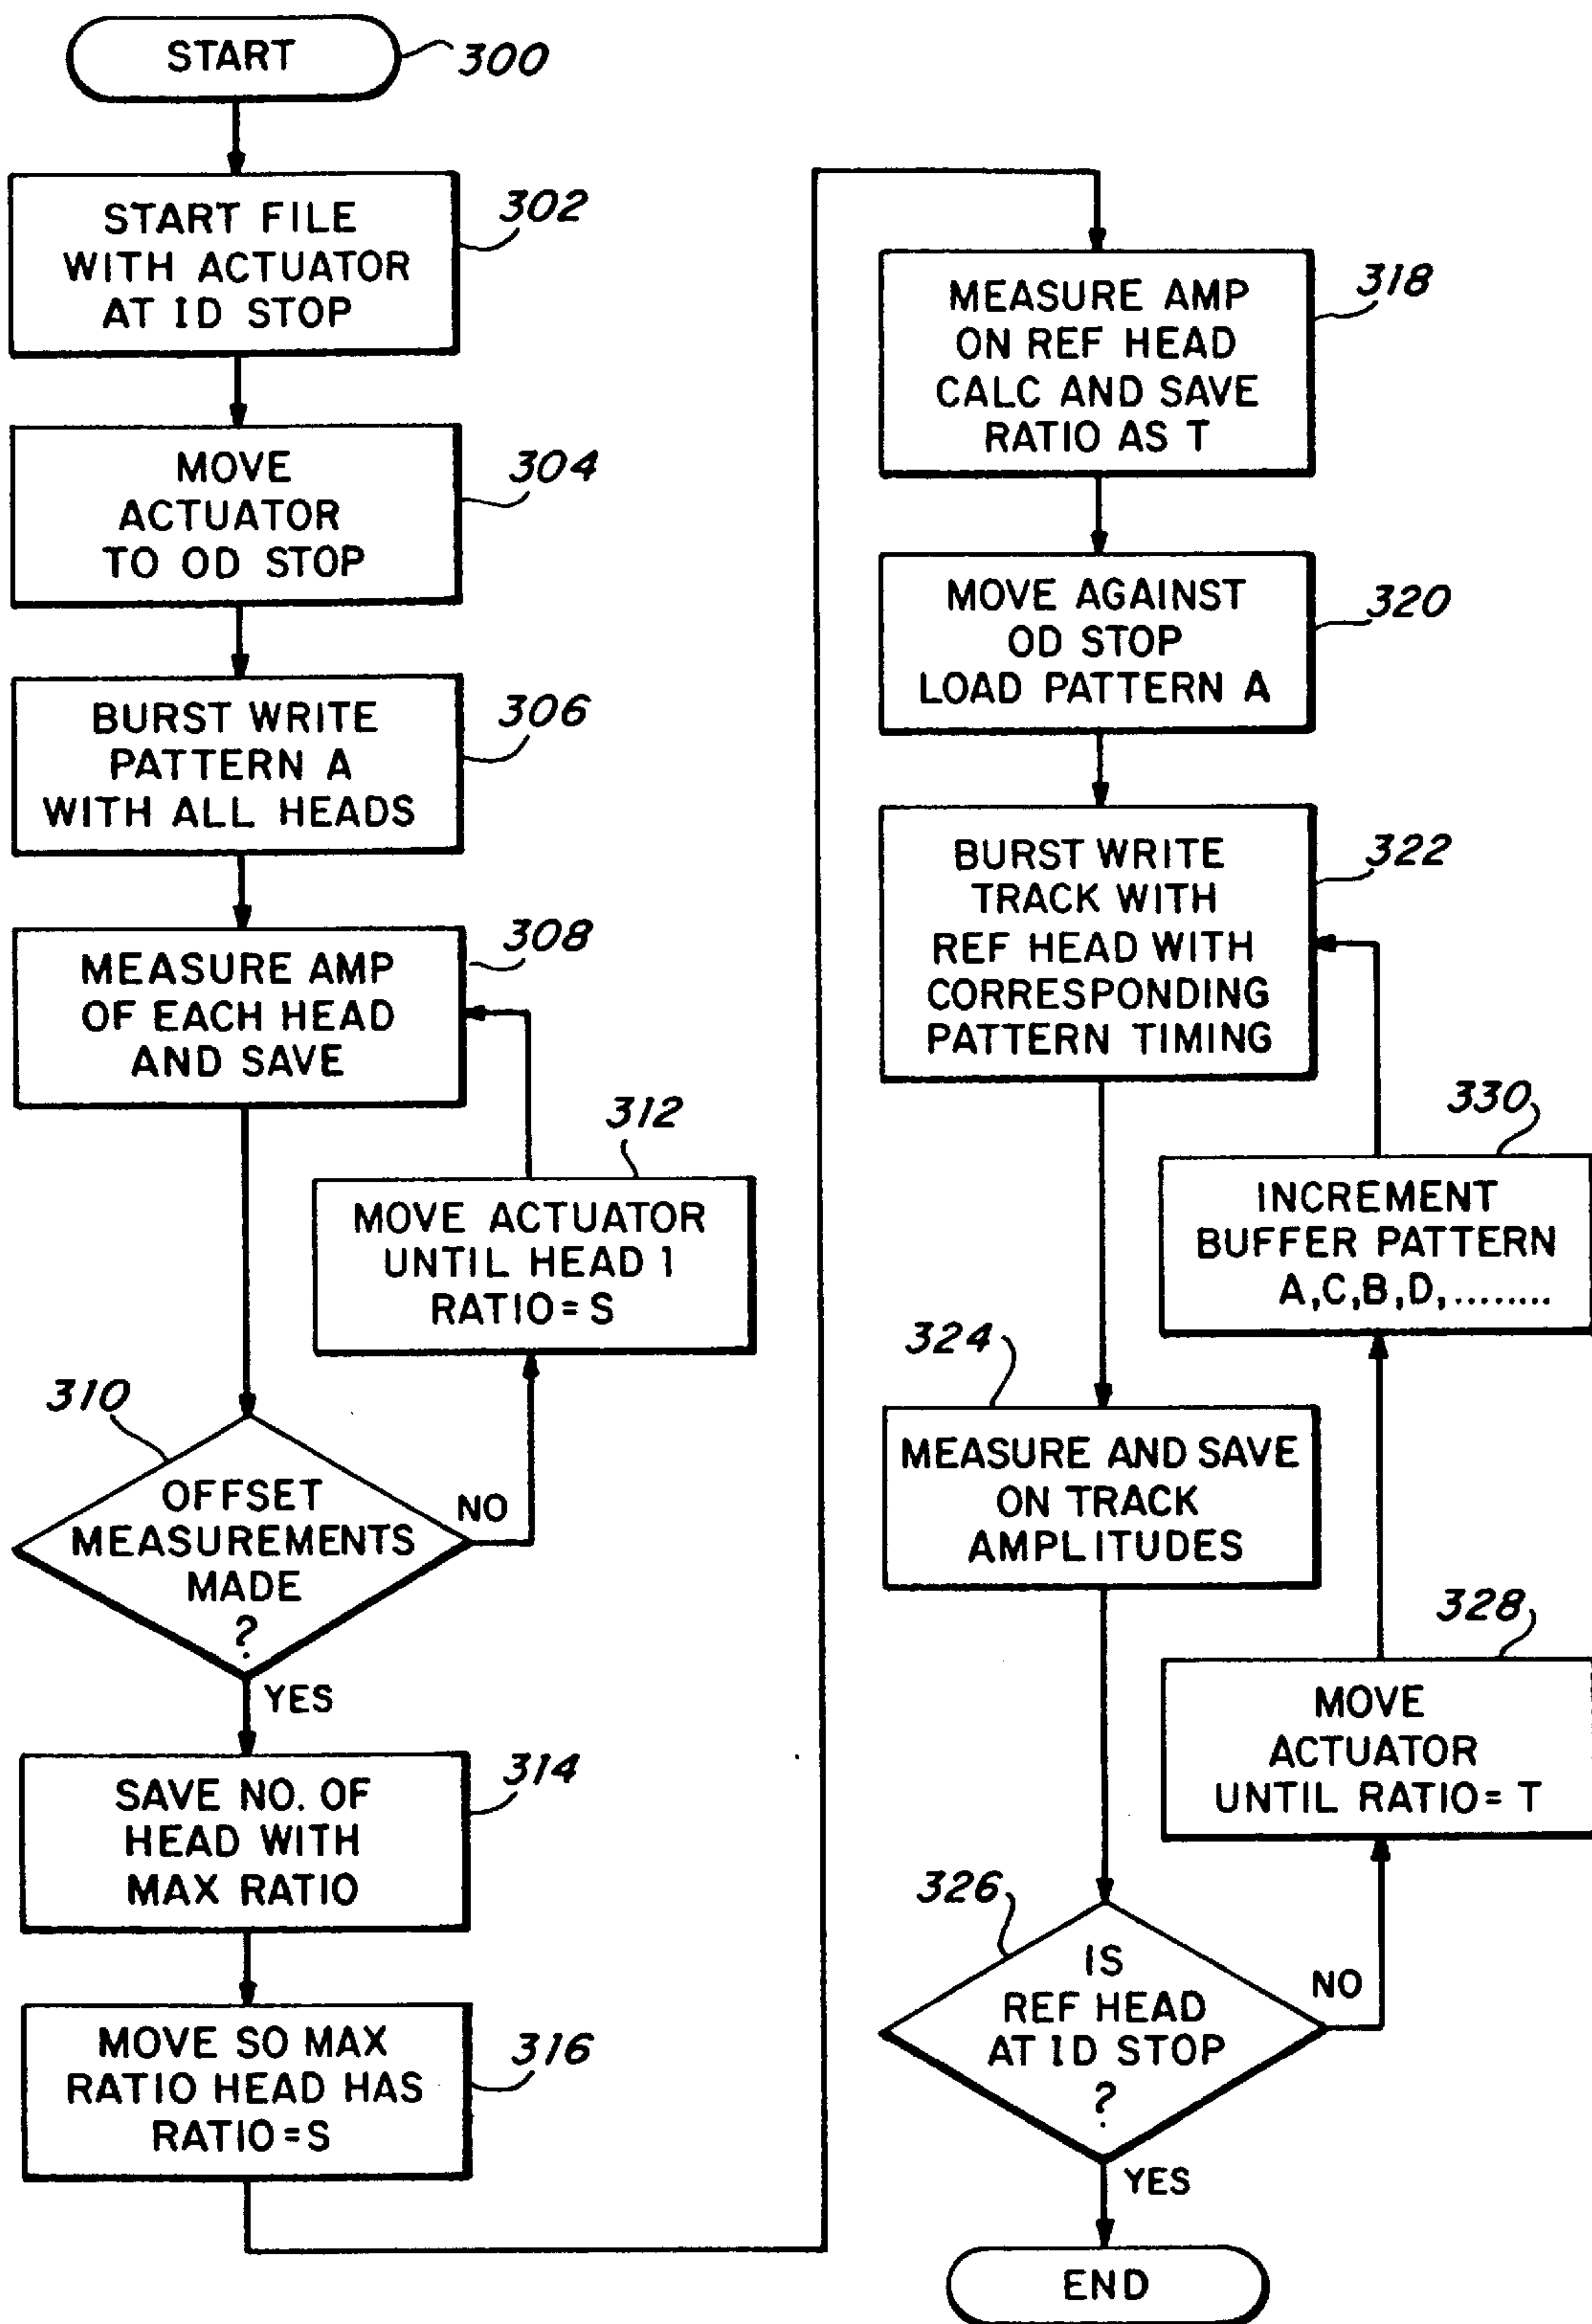 START
300
START FILE
WITH ACTUATOR
AT ID STOP
302
MOVE
ACTUATOR
TO OD STOP
304
BURST WRITE
PATTERN A
WITH ALL HEADS
306
MEASURE AMP
OF EACH HEAD
AND SAVE
308
312
MOVE ACTUATOR
UNTIL HEAD 1
RATIO=S
310
OFFSET
MEASUREMENTS
MADE
?
NO
YES
SAVE NO. OF
HEAD WITH
MAX RATIO
314
MOVE SO MAX
RATIO HEAD HAS
RATIO=S
316
MEASURE AMP
ON REF HEAD
CALC AND SAVE
RATIO AS T
318
MOVE AGAINST
OD STOP
LOAD PATTERN A
320
BURST WRITE
TRACK WITH
REF HEAD WITH
CORRESPONDING
PATTERN TIMING
322
330
INCREMENT
BUFFER PATTERN
A,C,B,D,........
324
MEASURE AND SAVE
ON TRACK
AMPLITUDES
328
MOVE
ACTUATOR
UNTIL RATIO= T
326
IS
REF HEAD
AT ID STOP
?
NO
YES
END